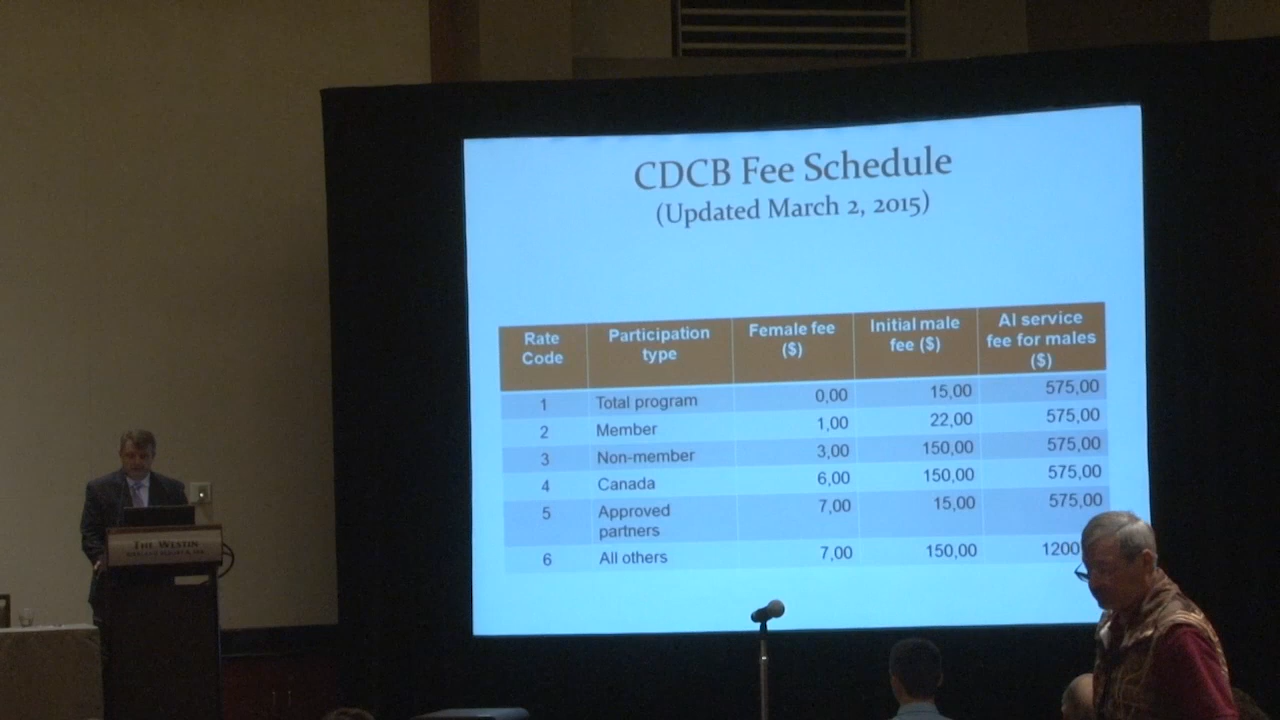 CDCB Fee Schedule
(Updated March 2, 2015)
Rate Code Participation type Female fee ($) Initial male fee ($) AI service fee for males ($)
1 Total program 0,00 15,00 575,00
2 Member 1,00 22,00 575,00
3 Non-member 3,00 150,00 575,00
4 Canada 6,00 150,00 575,00
5 Approved partners 7,00 15,00 575,00
6 All others 7,00 150,00 1200
THE WESTIN